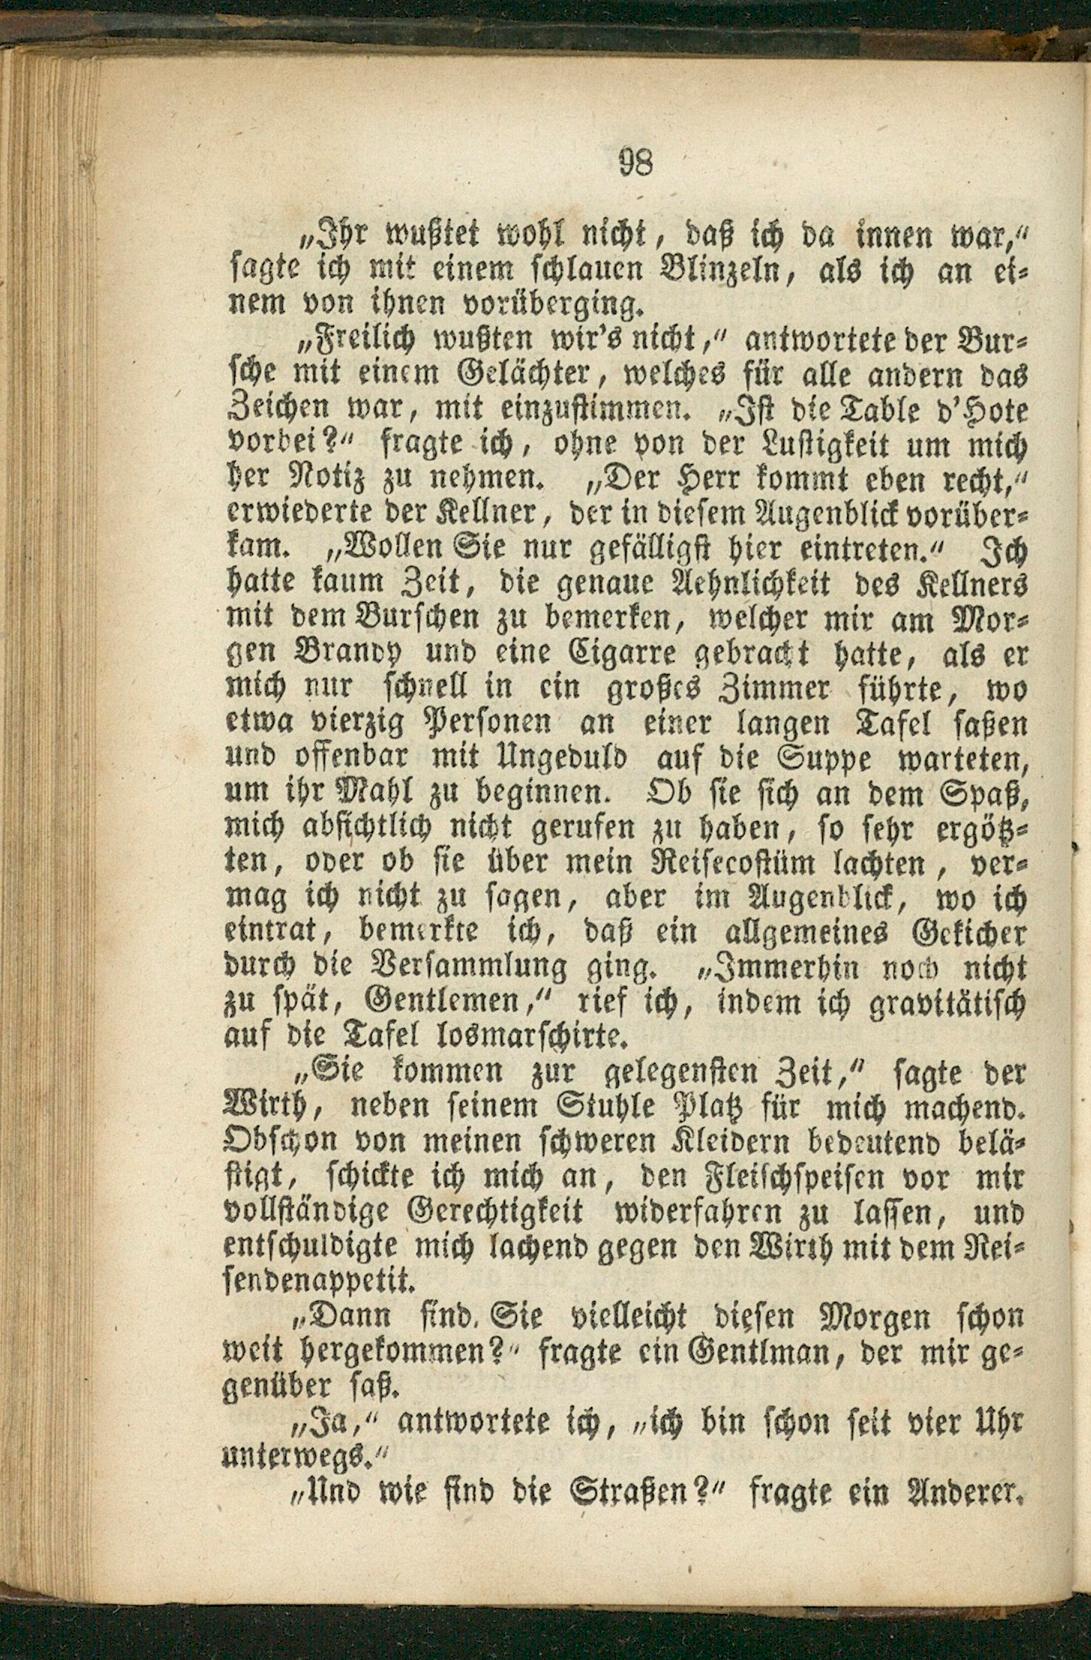 98
„Ihr wußtet wohl nicht, daß ich da innen war,“
sagte ich mit einem schlauen Blinzeln, als ich an ei-
nem von ihnen vorüberging.
„Freilich wußten wir's nicht,“ antwortete der Bur-
sche mit einem Gelächter, welches für alle andern das
Zeichen war, mit einzustimmen. „Ist die Table d'Hote
vorbei?“ fragte ich, ohne von der Lustigkeit um mich
her Notiz zu nehmen. „Der Herr kommt eben recht,“
erwiederte der Kellner, der in diesem Augenblick vorüber-
kam. „Wollen Sie nur gefälligst hier eintreten.“ Ich
hatte kaum Zeit, die genaue Aehnlichkeit des Kellners
mit dem Burschen zu bemerken, welcher mir am Mor-
gen Brandy und eine Cigarre gebracht hatte, als er
mich nur schnell in ein großes Zimmer führte, wo
etwa vierzig Personen an einer langen Tafel saßen
und offenbar mit Ungeduld auf die Suppe warteten,
um ihr Mahl zu beginnen. Ob sie sich an dem Spaß,
mich absichtlich nicht gerufen zu haben, so sehr ergötz-
ten, oder ob sie über mein Reisecostüm lachten, ver-
mag ich nicht zu sagen, aber im Augenblick, wo ich
eintrat, bemerkte ich, daß ein allgemeines Gekicher
durch die Versammlung ging. „Immerhin noch nicht
zu spät, Gentlemen,“ rief ich, indem ich gravitätisch
auf die Tafel losmarschirte.
„Sie kommen zur gelegensten Zeit,“ sagte der
Wirth, neben seinem Stuhle Platz für mich machend.
Obschon von meinen schweren Kleidern bedeutend belä-
stigt, schickte ich mich an, den Fleischspeisen vor mir
vollständige Gerechtigkeit widerfahren zu lassen, und
entschuldigte mich lachend gegen den Wirth mit dem Rei-
sendenappetit.
„Dann sind Sie vielleicht diesen Morgen schon
weit hergekommen?“ fragte ein Gentlman, der mir ge-
genüber saß.
„Ja,“ antwortete ich, „ich bin schon seit vier Uhr
unterwegs.“
„Und wie sind die Straßen?“ fragte ein Anderer.